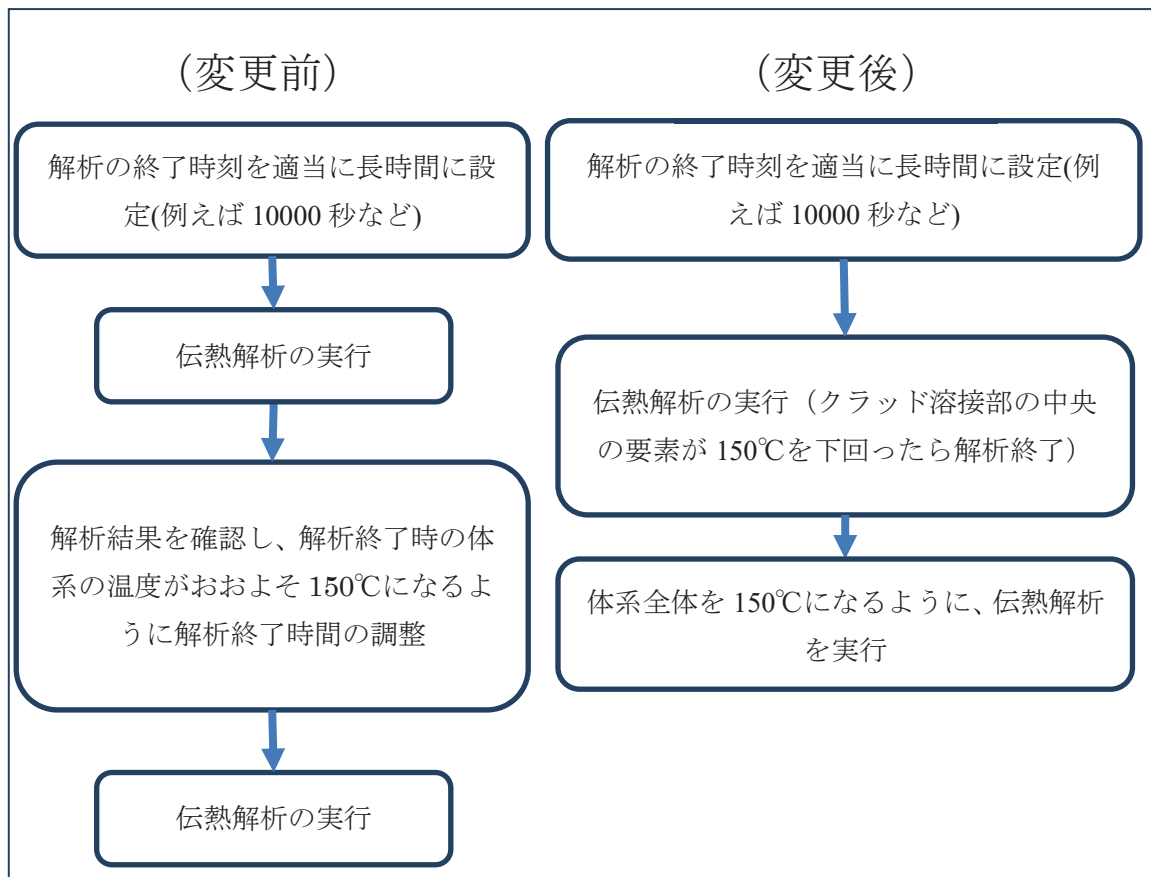 （変更前）
解析の終了時刻を適当に長時間に設
定(例えば 10000 秒など)
伝熱解析の実行
解析結果を確認し、解析終了時の体
系の温度がおおよそ 150℃になるよ
うに解析終了時間の調整
伝熱解析の実行
（変更後）
解析の終了時刻を適当に長時間に設定(例
えば 10000 秒など)
伝熱解析の実行（クラッド溶接部の中央
の要素が 150℃を下回ったら解析終了）
体系全体を 150℃になるように、伝熱解析
を実行